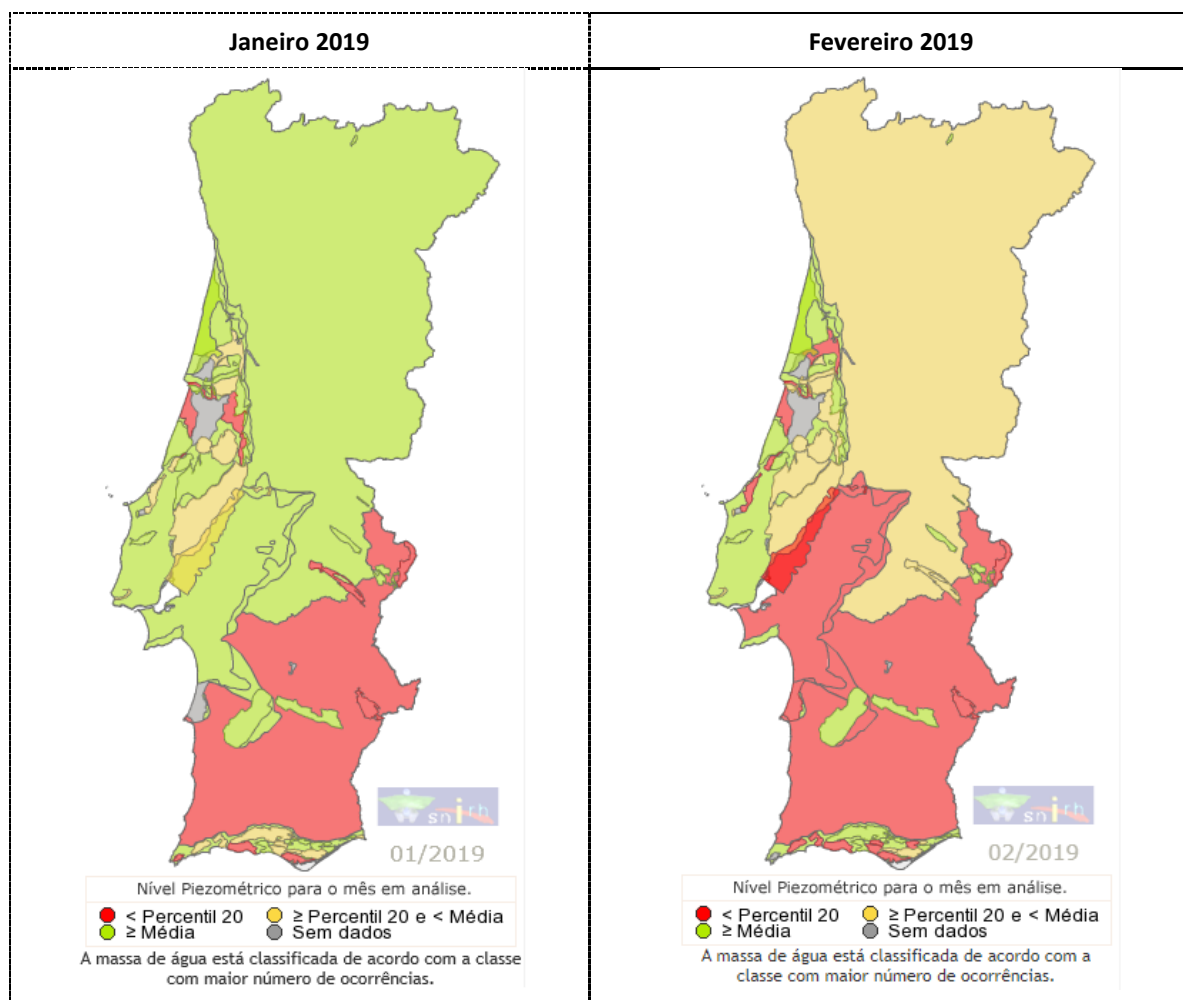 Janeiro 2019
Fevereiro 2019
snirh
01/2019
snirh
02/2019
Nível Piezométrico para o mês em análise.
< Percentil 20 ≥ Percentil 20 e < Média
≥ Média Sem dados
A massa de água está classificada de acordo com a classe
com maior número de ocorrências.
Nível Piezométrico para o mês em análise.
< Percentil 20 ≥ Percentil 20 e < Média
≥ Média Sem dados
A massa de água está classificada de acordo com a
classe com maior número de ocorrências.